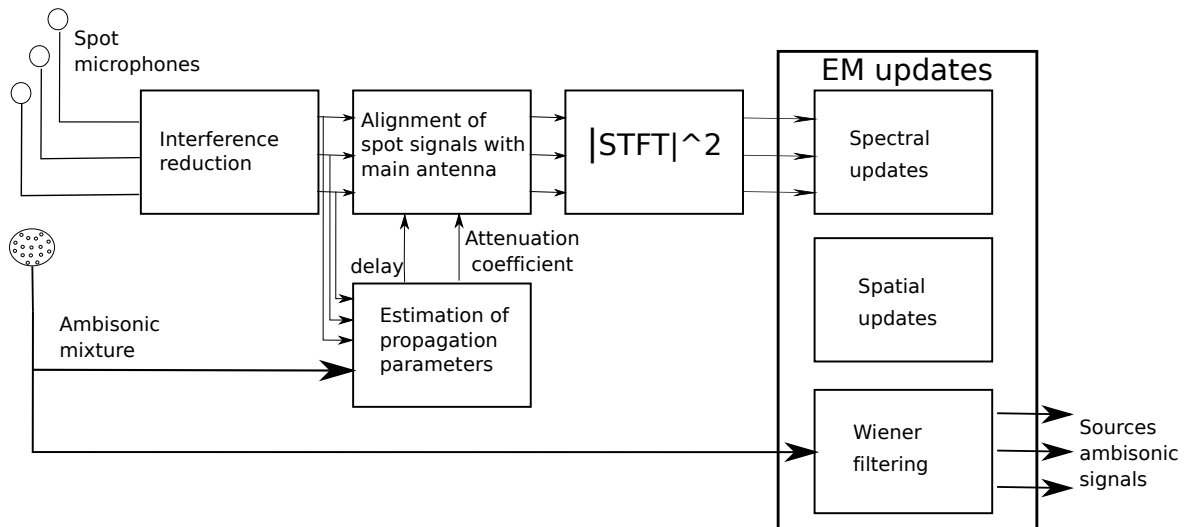 Spot
microphones
EM updates
Interference
reduction
Alignment of
spot signals with
main antenna
|STFT|^2
Spectral
updates
delay
Attenuation
coefficient
Spatial
updates
Ambisonic
mixture
Estimation of
propagation
parameters
Wiener
filtering
Sources
ambisonic
signals